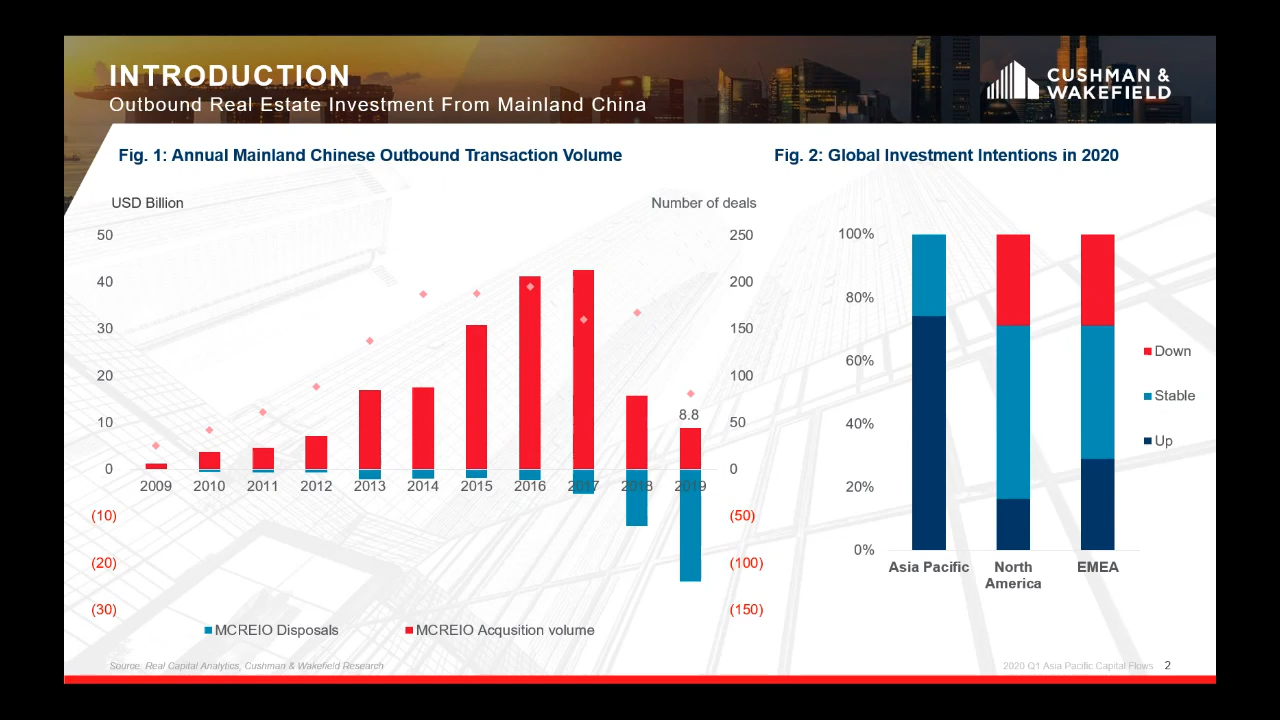 INTRODUCTION
Outbound Real Estate Investment From Mainland China
CUSHMAN &
WAKEFIELD
Fig. 1: Annual Mainland Chinese Outbound Transaction Volume
USD Billion
Number of deals
50
40
30
20
10
0
(10)
(20)
(30)
250
200
150
100
50
0
(50)
(100)
(150)
8.8
2009 2010 2011 2012 2013 2014 2015 2016 2017 2018 2019
MCREIO Disposals
MCREIO Acqusition volume
Fig. 2: Global Investment Intentions in 2020
100%
80%
60%
40%
20%
0%
Asia Pacific
North
America
EMEA
Down
Stable
Up
Source: Real Capital Analytics, Cushman & Wakefield Research
2020 Q1 Asia Pacific Capital Flows 2